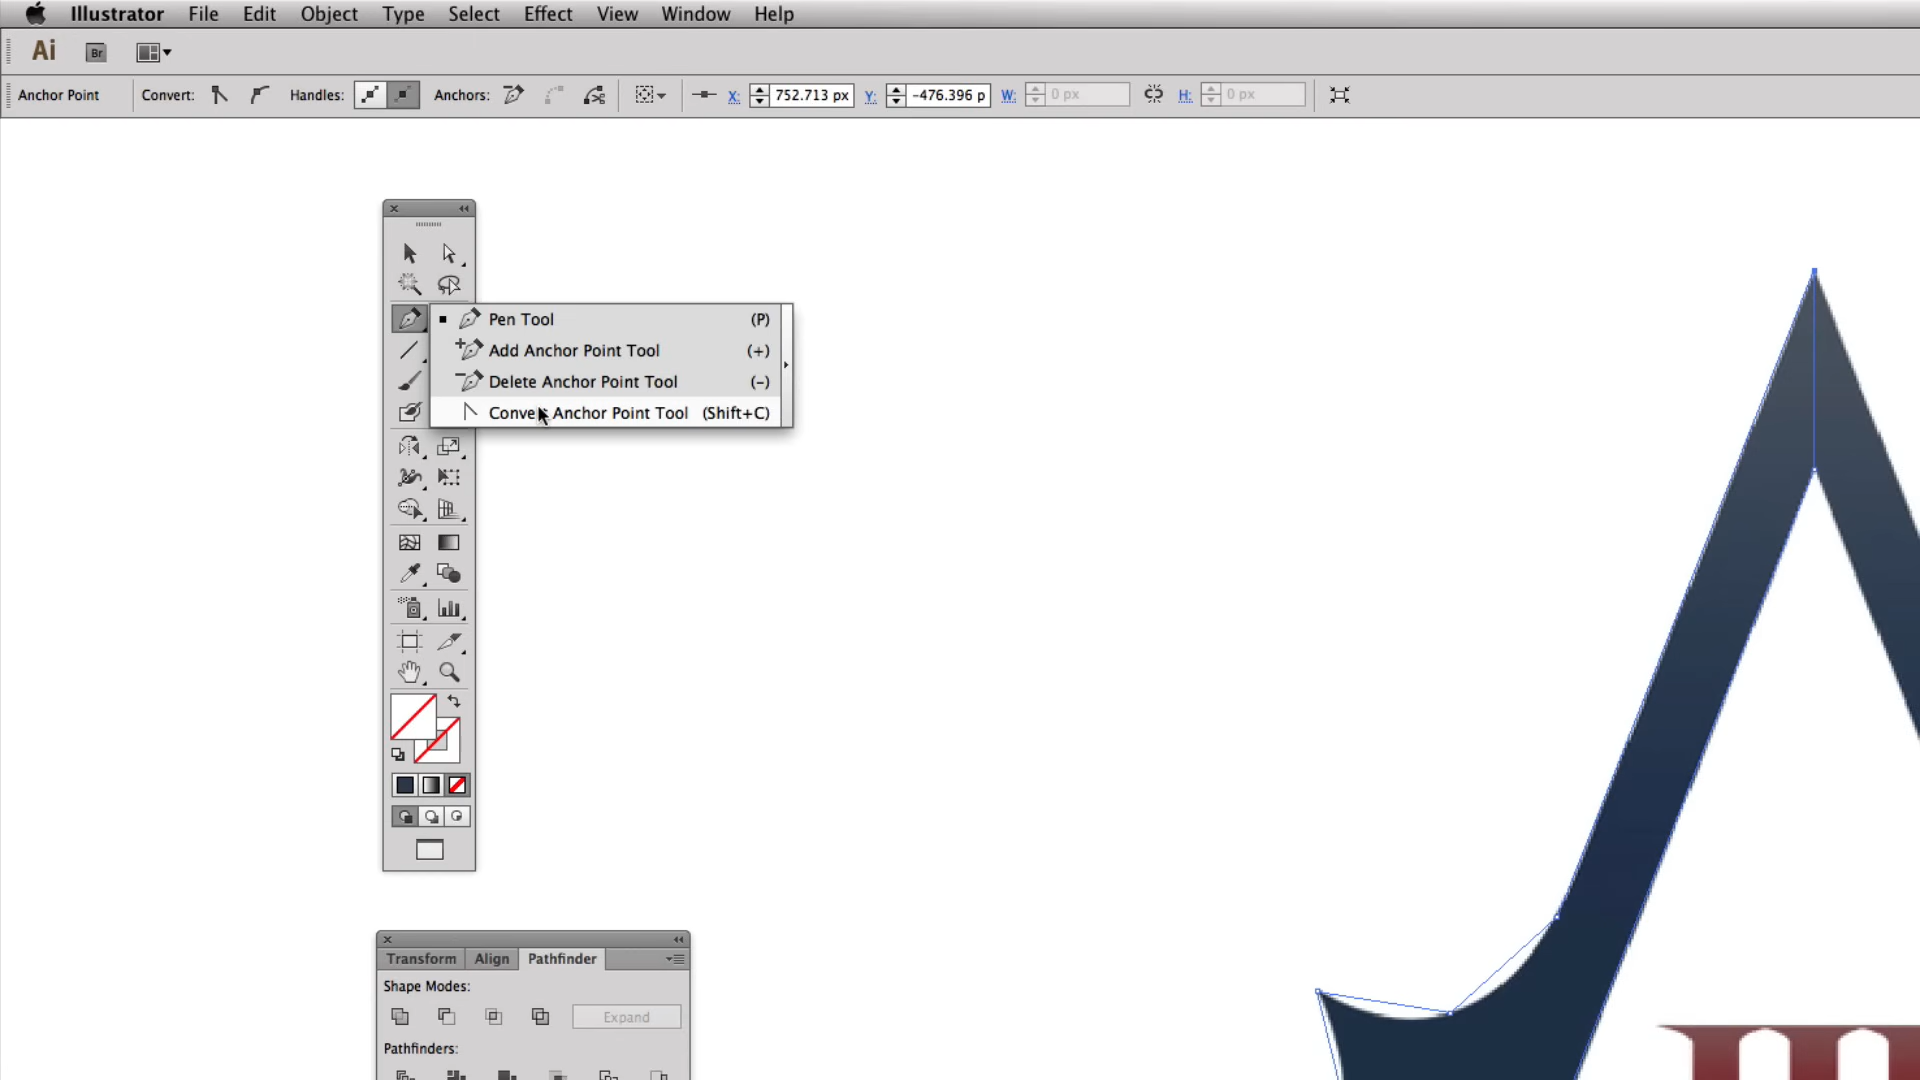 Illustrator File Edit Object Type Select Effect View Window Help
Ai Br
Anchor Point Convert: Handles: Anchors: X: 752.713 px Y: -476.396 p W: 0 px H: 0 px
Pen Tool (P)
Add Anchor Point Tool (+)
Delete Anchor Point Tool (-)
Convert Anchor Point Tool (Shift+C)
Transform Align Pathfinder
Shape Modes:
Expand
Pathfinders: